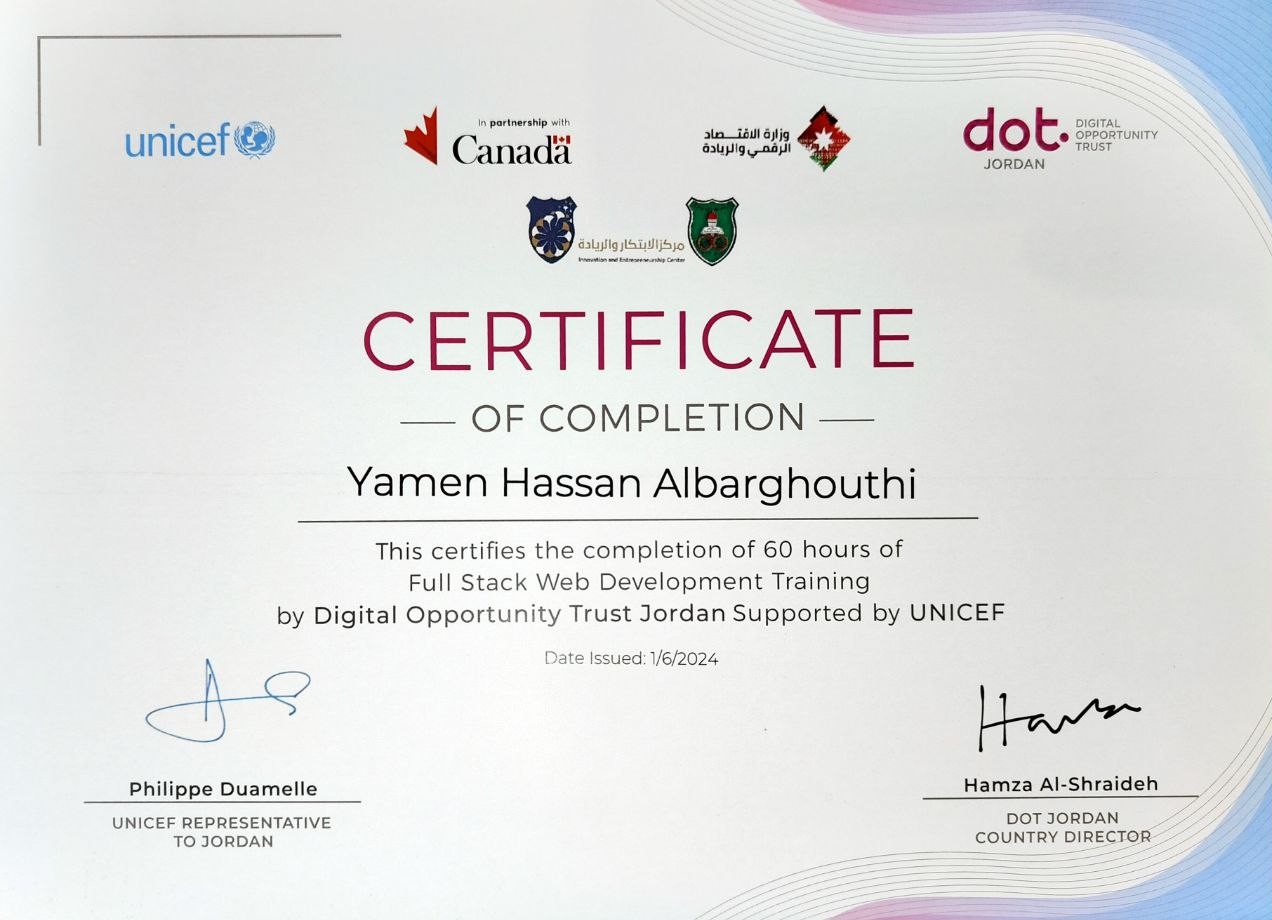 unicef
In partnership with
Canada
وزارة الاقتصاد
الرقمي والريادة
dot.
JORDAN
DIGITAL
OPPORTUNITY
TRUST
مركز الابتكار والريادة
Innovation and Entrepreneurship Center
CERTIFICATE
OF COMPLETION
Yamen Hassan Albarghouthi
This certifies the completion of 60 hours of
Full Stack Web Development Training
by Digital Opportunity Trust Jordan Supported by UNICEF
Date Issued: 1/6/2024
Hamza
Philippe Duamelle
UNICEF REPRESENTATIVE
TO JORDAN
Hamza Al-Shraideh
DOT JORDAN
COUNTRY DIRECTOR